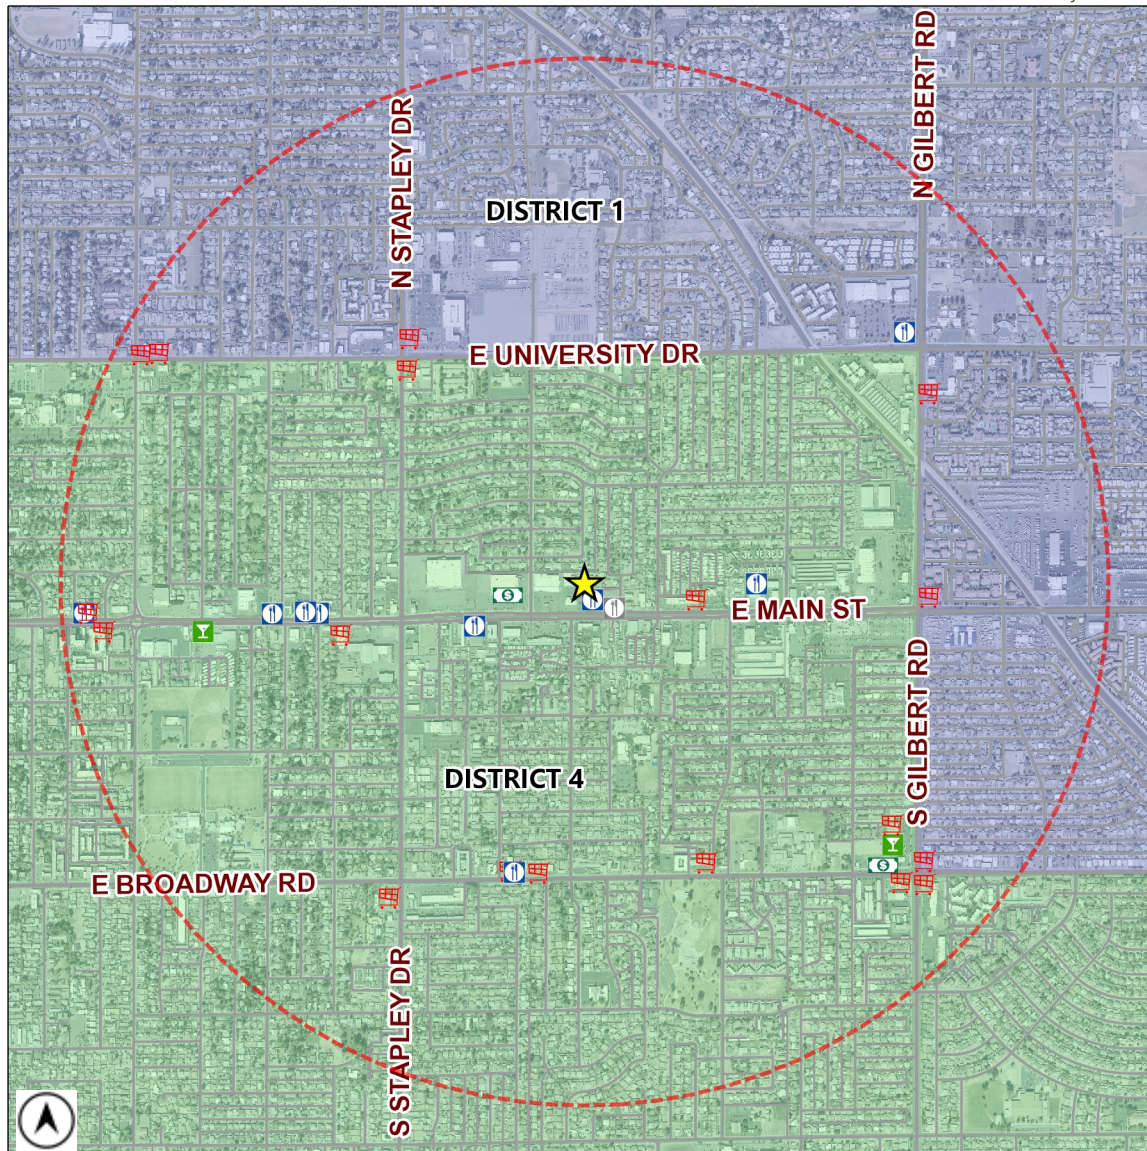 N GILBERT RD
N STAPLEY DR
DISTRICT 1
E UNIVERSITY DR
E MAIN ST
S GILBERT RD
DISTRICT 4
E BROADWAY RD
S STAPLEY DR